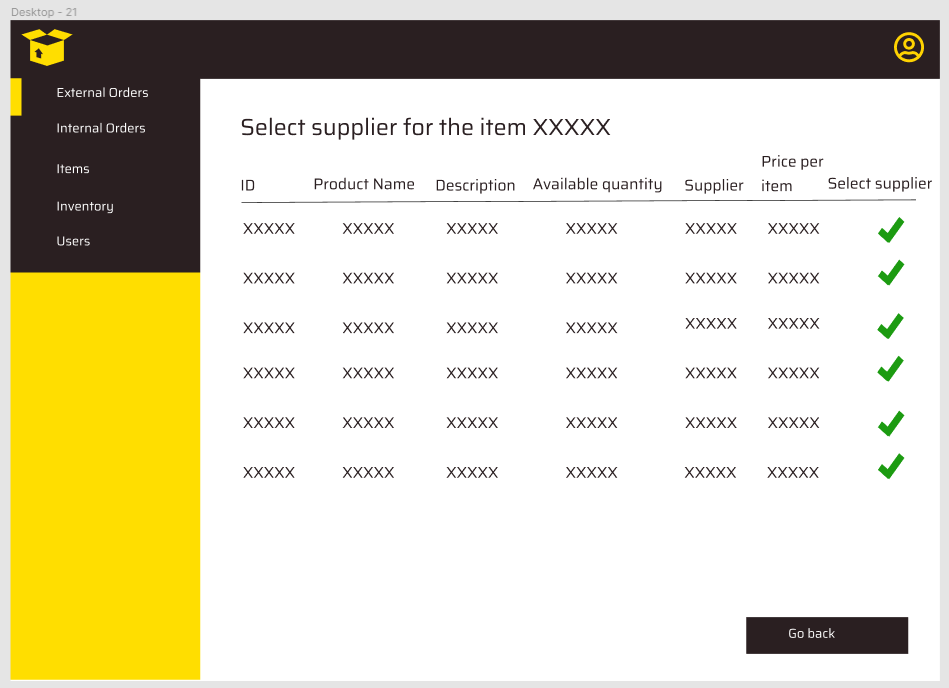 Desktop - 21
External Orders
Internal Orders
Items
Inventory
Users
Select supplier for the item XXXXX
ID Product Name Description Available quantity Supplier Price per item Select supplier
XXXXX XXXXX XXXXX XXXXX XXXXX XXXXX
XXXXX XXXXX XXXXX XXXXX XXXXX XXXXX
XXXXX XXXXX XXXXX XXXXX XXXXX XXXXX
XXXXX XXXXX XXXXX XXXXX XXXXX XXXXX
XXXXX XXXXX XXXXX XXXXX XXXXX XXXXX
XXXXX XXXXX XXXXX XXXXX XXXXX XXXXX
Go back